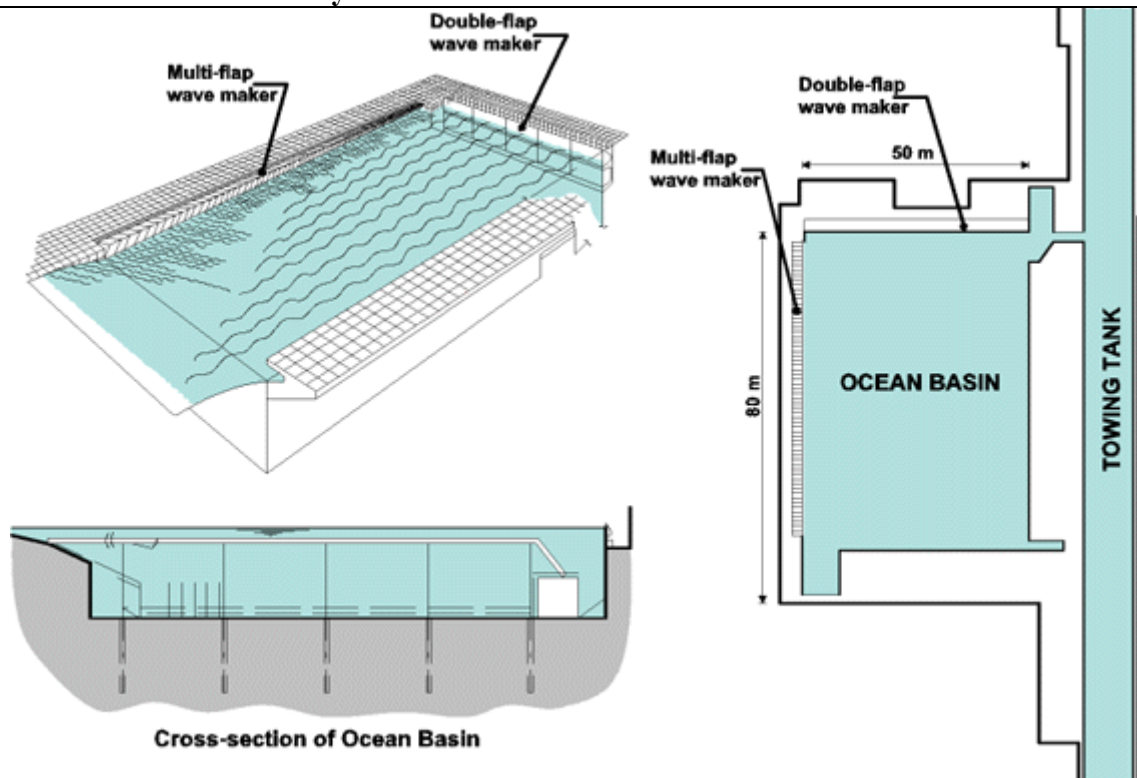 Double-flap
wave maker
Multi-flap
wave maker
Double-flap
wave maker
50 m
Multi-flap
wave maker
80 m
OCEAN BASIN
TOWING TANK
Cross-section of Ocean Basin